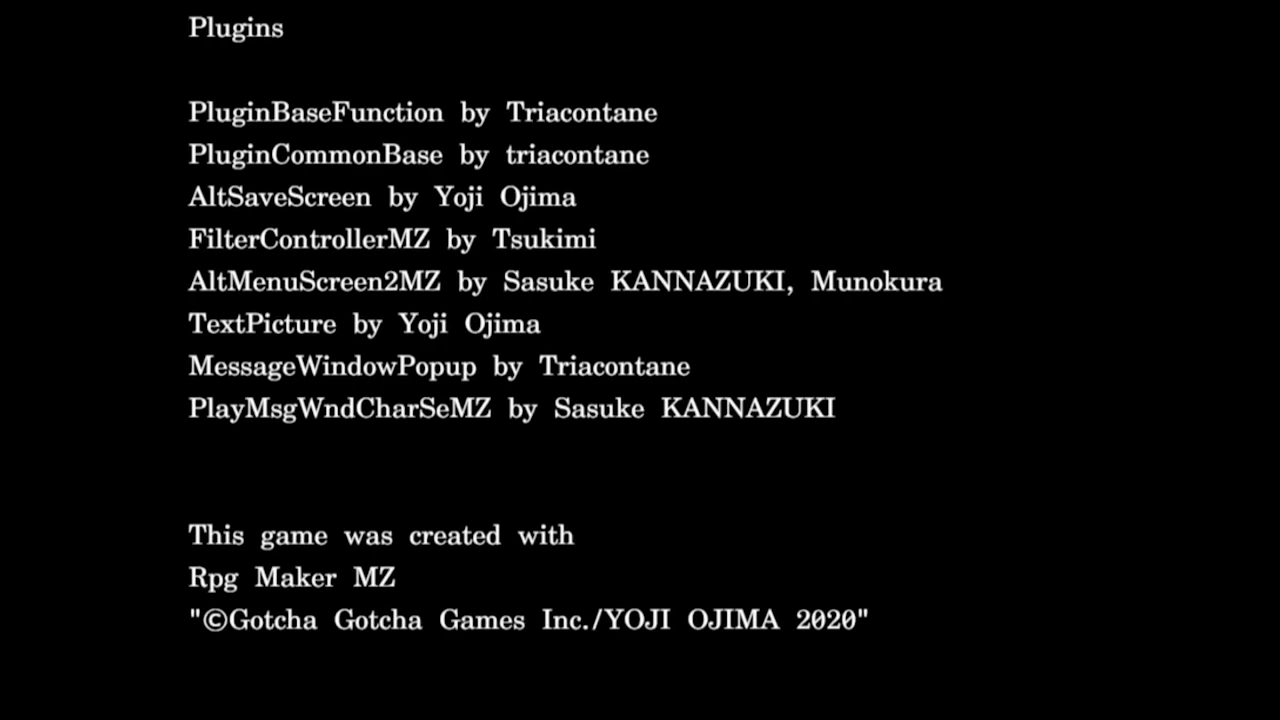 Plugins
PluginBaseFunction by Triacontane
PluginCommonBase by triacontane
AltSaveScreen by Yoji Ojima
FilterControllerMZ by Tsukimi
AltMenuScreen2MZ by Sasuke KANNAZUKI, Munokura
TextPicture by Yoji Ojima
MessageWindowPopup by Triacontane
PlayMsgWndCharSeMZ by Sasuke KANNAZUKI
This game was created with
Rpg Maker MZ
"©Gotcha Gotcha Games Inc./YOJI OJIMA 2020"